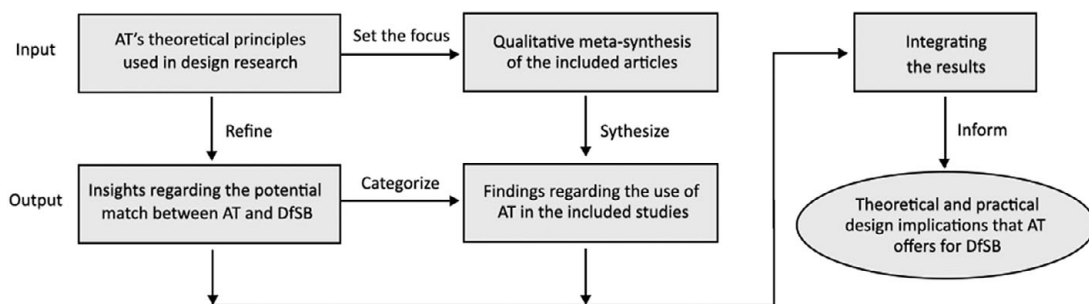 Input
AT's theoretical principles
used in design research
Set the focus
Qualitative meta-synthesis
of the included articles
Integrating
the results
Refine
Sythesize
Inform
Output
Insights regarding the potential
match between AT and DfSB
Categorize
Findings regarding the use of
AT in the included studies
Theoretical and practical
design implications that AT
offers for DfSB